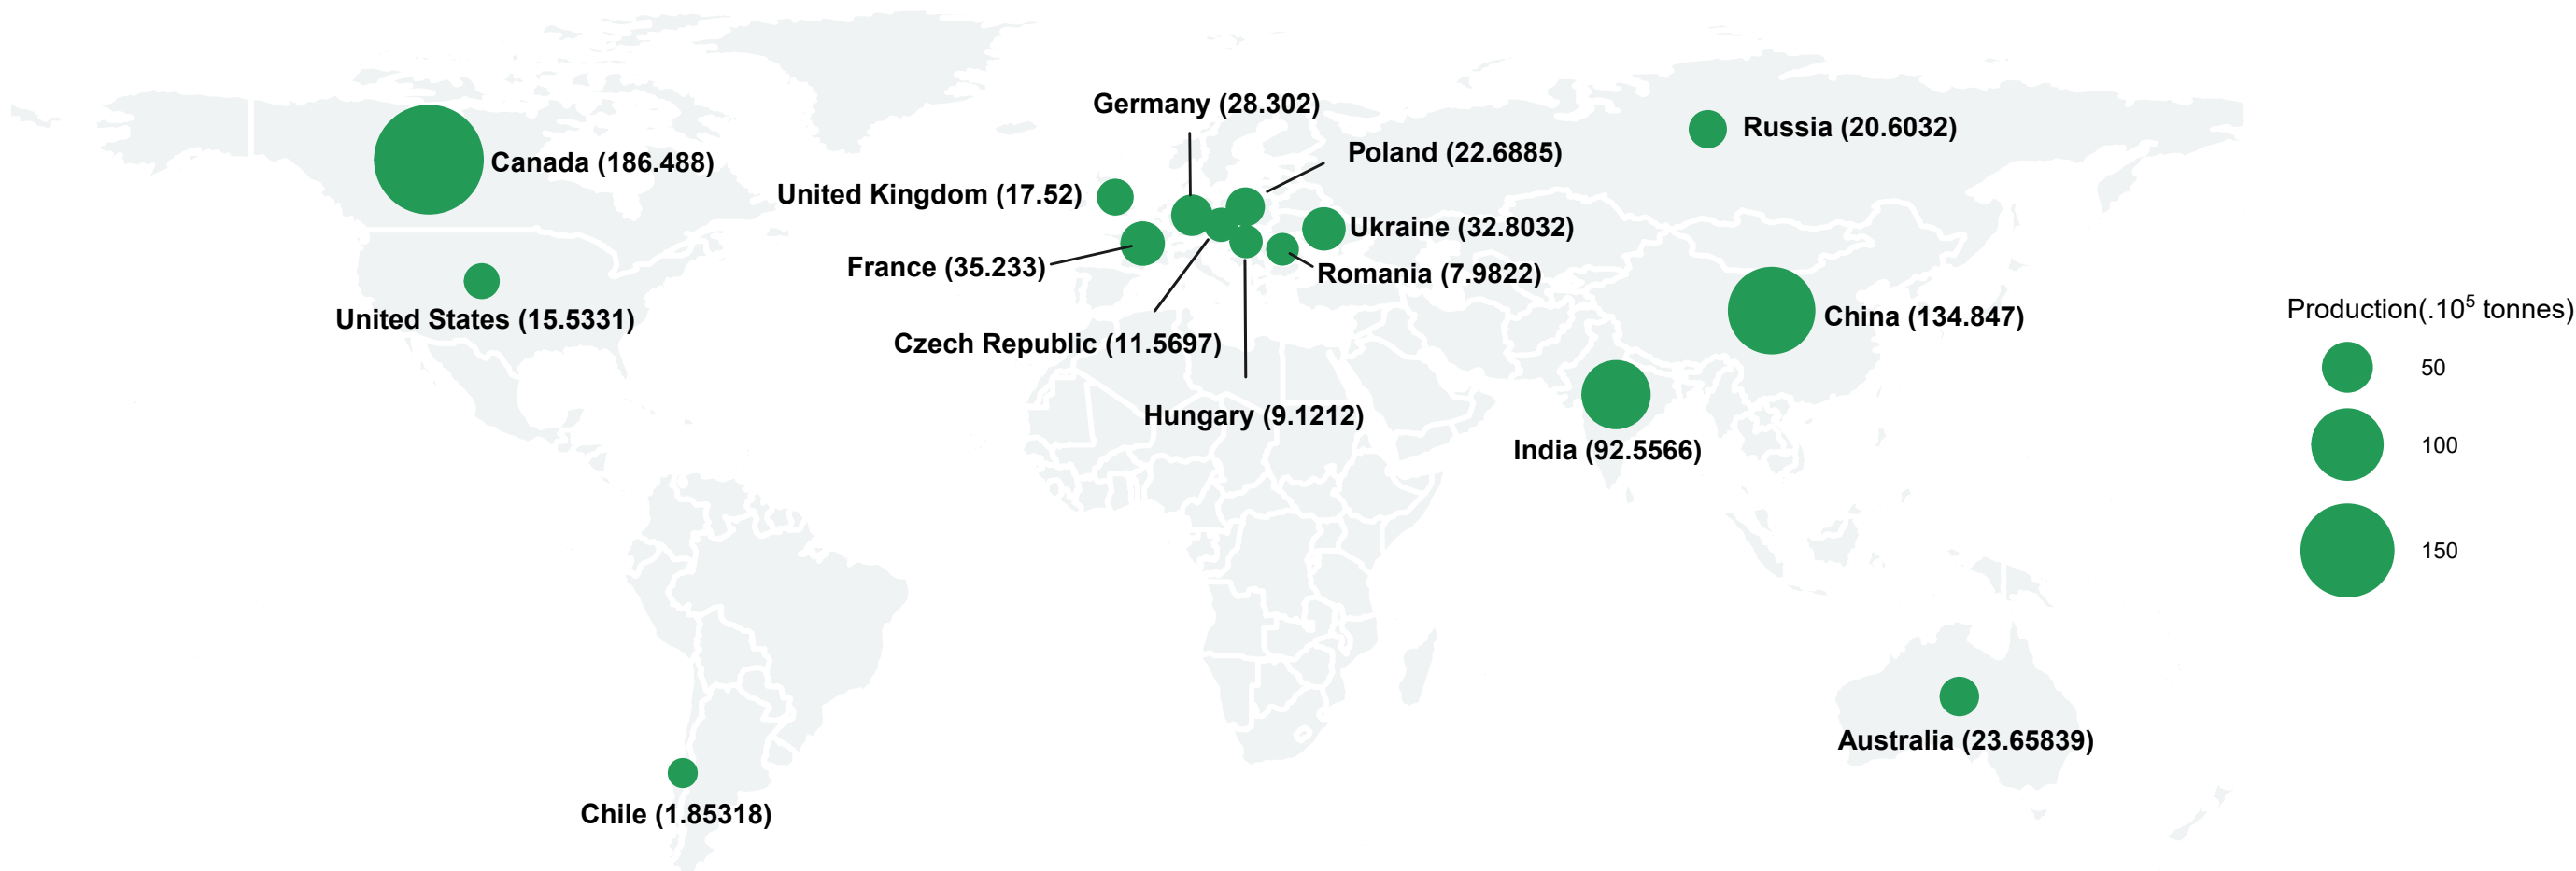 Germany (28.302)
Russia (20.6032)
Poland (22.6885)
Canada (186.488)
United Kingdom (17.52)
Ukraine (32.8032)
France (35.233)
Romania (7.9822)
United States (15.5331)
China (134.847)
Czech Republic (11.5697)
Hungary (9.1212)
India (92.5566)
Australia (23.65839)
Chile (1.85318)
Production(.10⁵ tonnes)
50
100
150